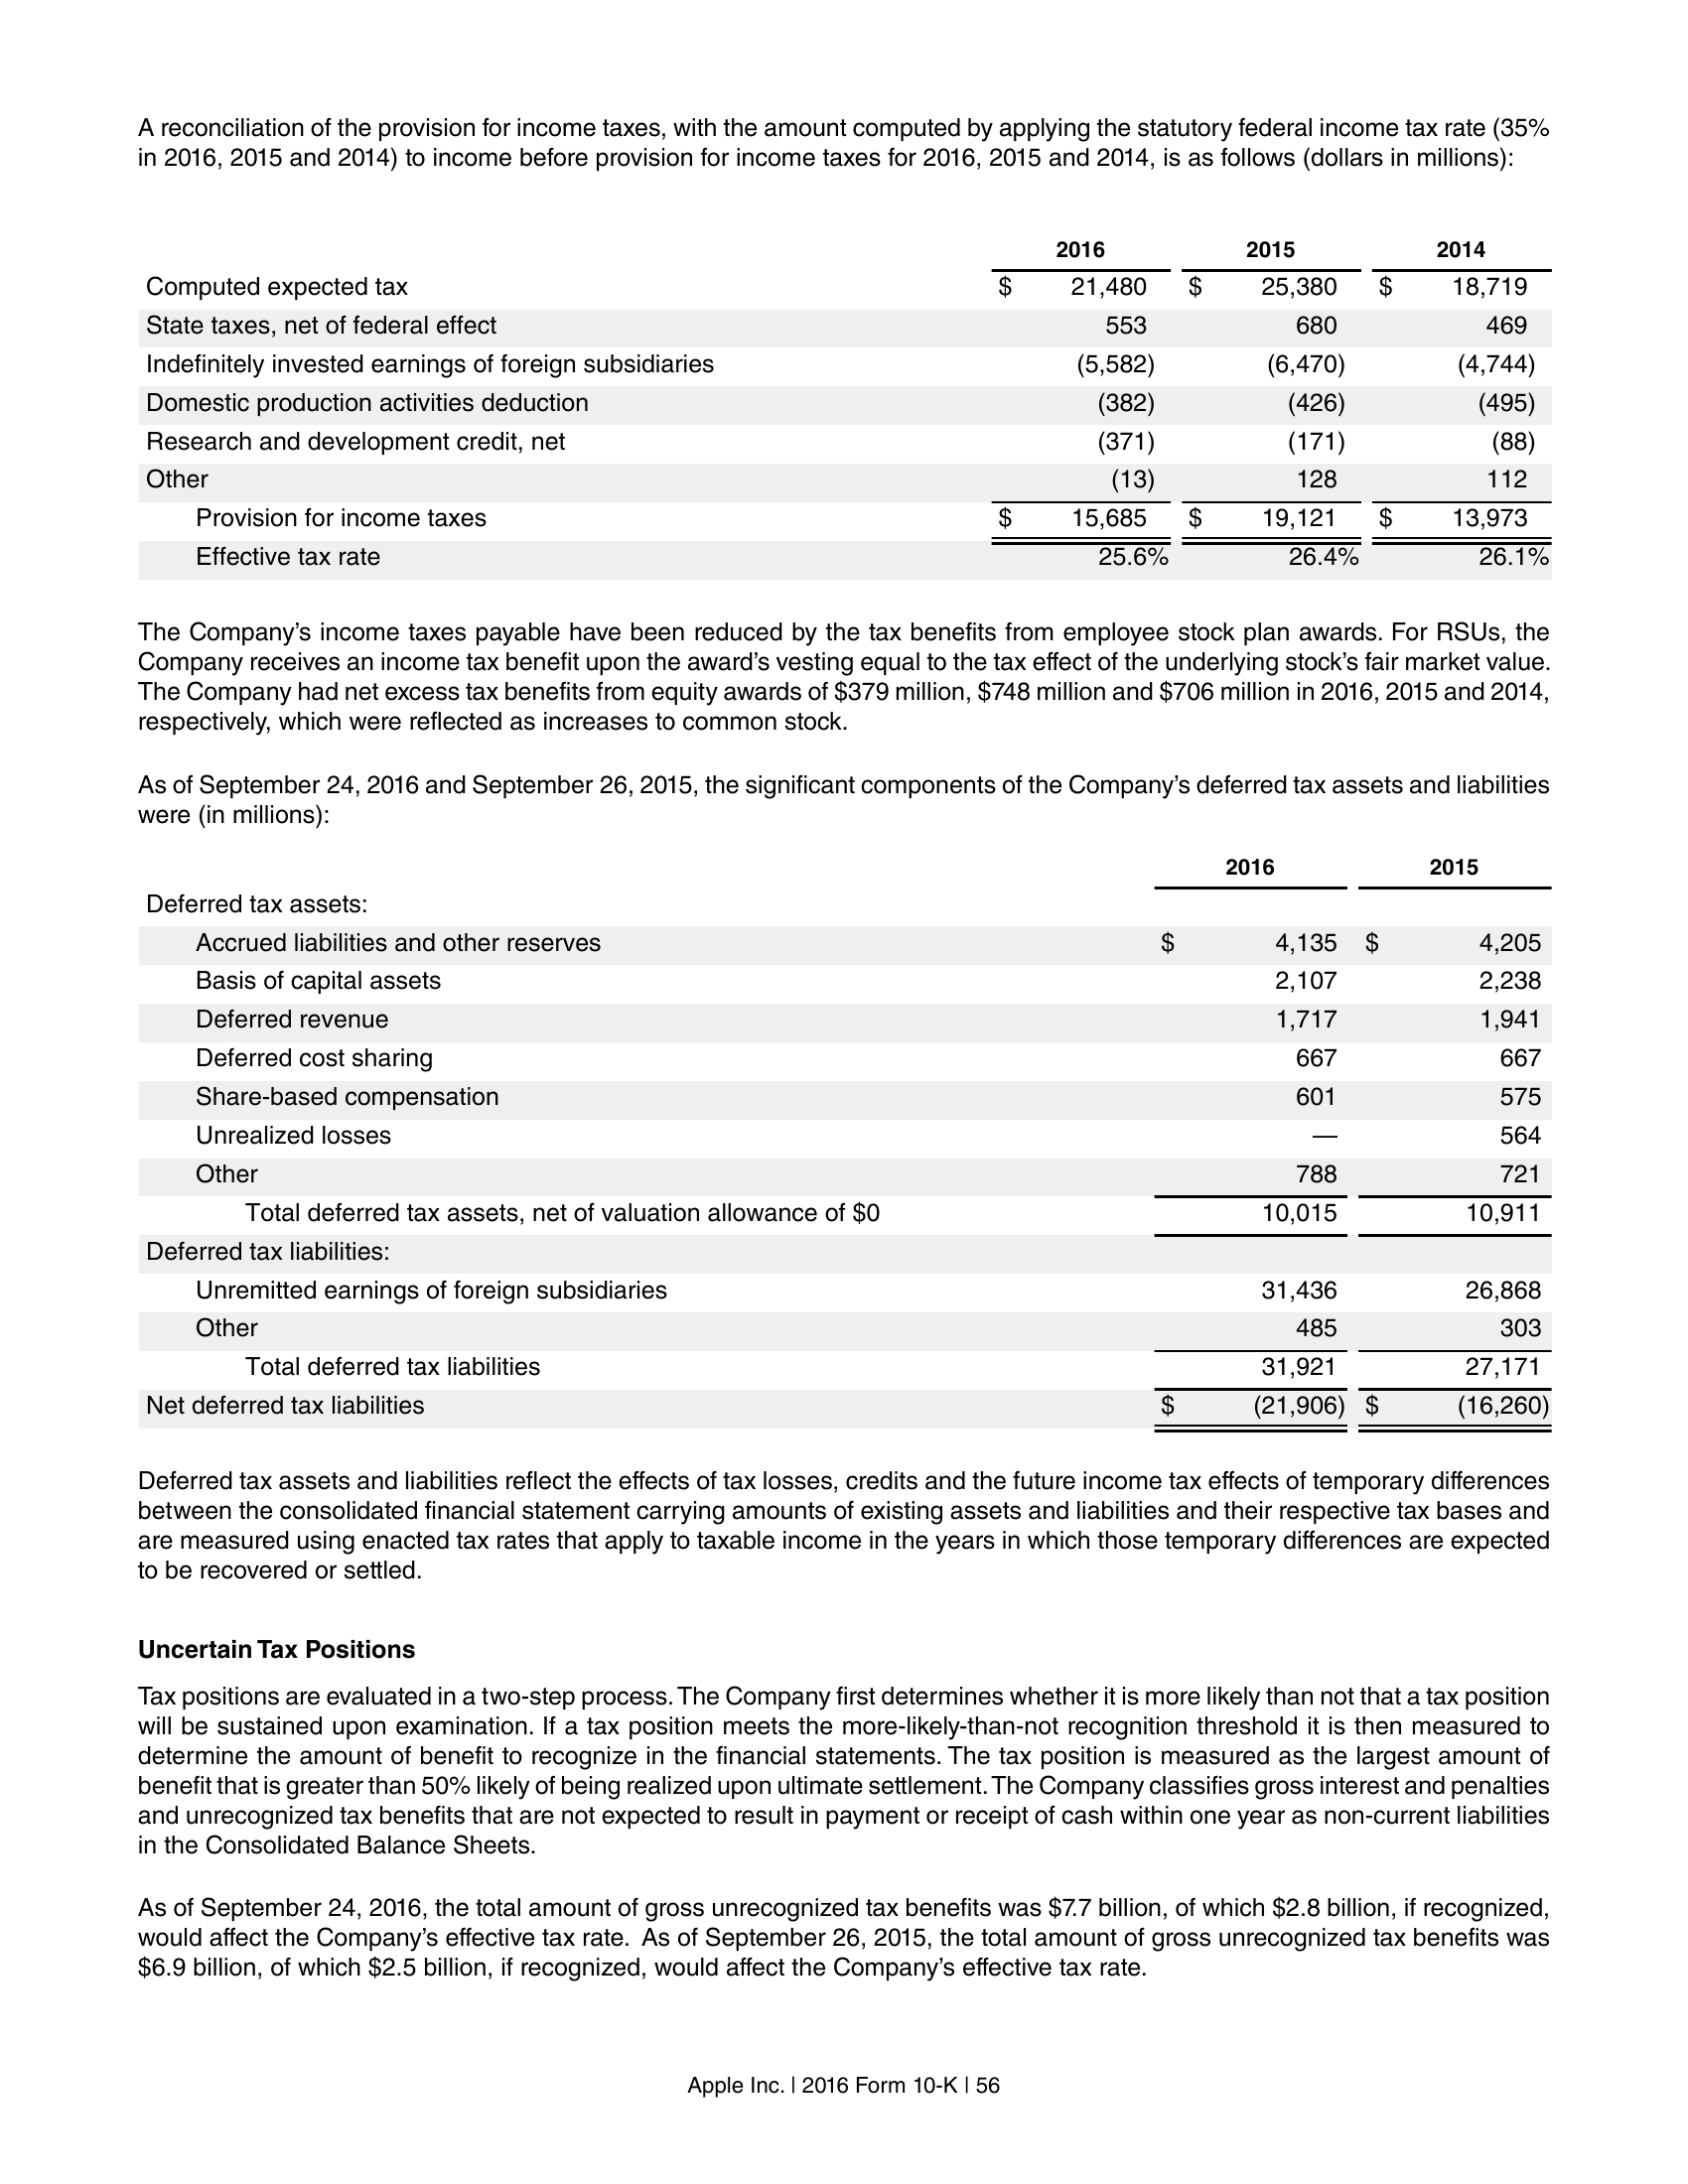 A reconciliation of the provision for income taxes, with the amount computed by applying the statutory federal income tax rate (35%
in 2016, 2015 and 2014) to income before provision for income taxes for 2016, 2015 and 2014, is as follows (dollars in millions):
2016 2015 2014
Computed expected tax $ 21,480 $ 25,380 $ 18,719
State taxes, net of federal effect 553 680 469
Indefinitely invested earnings of foreign subsidiaries (5,582) (6,470) (4,744)
Domestic production activities deduction (382) (426) (495)
Research and development credit, net (371) (171) (88)
Other (13) 128 112
Provision for income taxes $ 15,685 $ 19,121 $ 13,973
Effective tax rate 25.6% 26.4% 26.1%
The Company's income taxes payable have been reduced by the tax benefits from employee stock plan awards. For RSUs, the
Company receives an income tax benefit upon the award's vesting equal to the tax effect of the underlying stock's fair market value.
The Company had net excess tax benefits from equity awards of $379 million, $748 million and $706 million in 2016, 2015 and 2014,
respectively, which were reflected as increases to common stock.
As of September 24, 2016 and September 26, 2015, the significant components of the Company's deferred tax assets and liabilities
were (in millions):
2016 2015
Deferred tax assets:
Accrued liabilities and other reserves $ 4,135 $ 4,205
Basis of capital assets 2,107 2,238
Deferred revenue 1,717 1,941
Deferred cost sharing 667 667
Share-based compensation 601 575
Unrealized losses — 564
Other 788 721
Total deferred tax assets, net of valuation allowance of $0 10,015 10,911
Deferred tax liabilities:
Unremitted earnings of foreign subsidiaries 31,436 26,868
Other 485 303
Total deferred tax liabilities 31,921 27,171
Net deferred tax liabilities $ (21,906) $ (16,260)
Deferred tax assets and liabilities reflect the effects of tax losses, credits and the future income tax effects of temporary differences
between the consolidated financial statement carrying amounts of existing assets and liabilities and their respective tax bases and
are measured using enacted tax rates that apply to taxable income in the years in which those temporary differences are expected
to be recovered or settled.
Uncertain Tax Positions
Tax positions are evaluated in a two-step process. The Company first determines whether it is more likely than not that a tax position
will be sustained upon examination. If a tax position meets the more-likely-than-not recognition threshold it is then measured to
determine the amount of benefit to recognize in the financial statements. The tax position is measured as the largest amount of
benefit that is greater than 50% likely of being realized upon ultimate settlement. The Company classifies gross interest and penalties
and unrecognized tax benefits that are not expected to result in payment or receipt of cash within one year as non-current liabilities
in the Consolidated Balance Sheets.
As of September 24, 2016, the total amount of gross unrecognized tax benefits was $7.7 billion, of which $2.8 billion, if recognized,
would affect the Company's effective tax rate. As of September 26, 2015, the total amount of gross unrecognized tax benefits was
$6.9 billion, of which $2.5 billion, if recognized, would affect the Company's effective tax rate.
Apple Inc. | 2016 Form 10-K | 56